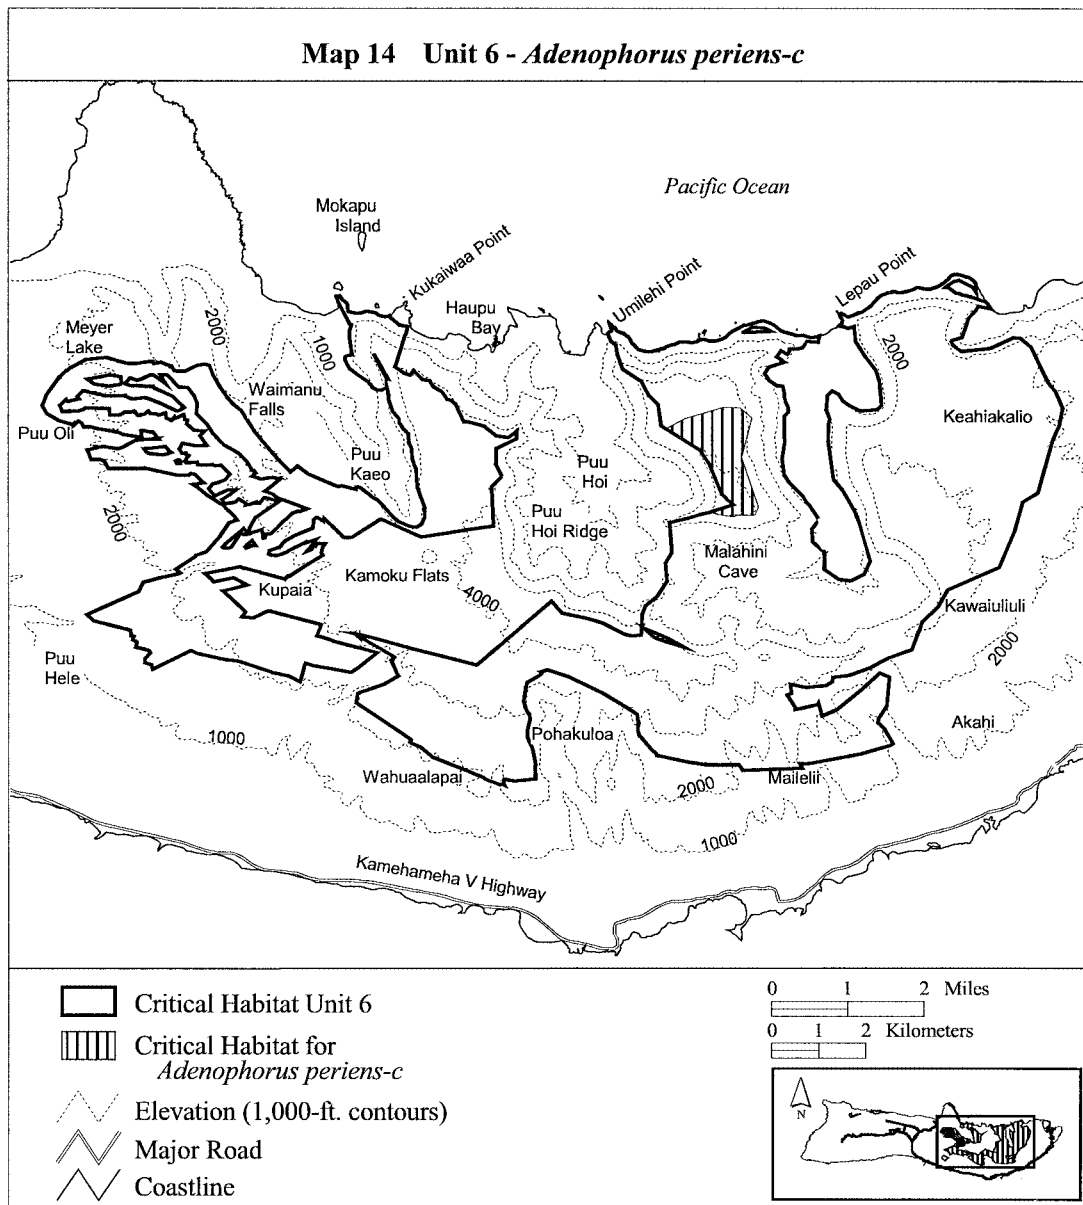 Map 14 Unit 6 - Adenophorus periens-c
Pacific Ocean
Mokapu
Island
Kukaiwaa Point
Haupu
Bay
Umilehi Point
Lepau Point
Meyer
Lake
2000
1000
2000
Waimanu
Falls
Keahiakalio
Puu Oli
Puu
Kaeo
Puu
Hoi
2000
Puu
Hoi Ridge
Malahini
Cave
Kamoku Flats
Kupaia
4000
Kawaiuliuli
2000
Puu
Hele
1000
Pohakuloa
Akahi
Wahuaalapai
2000
Mailelii
1000
Kamehameha V Highway
Critical Habitat Unit 6
Critical Habitat for
Adenophorus periens-c
Elevation (1,000-ft. contours)
Major Road
Coastline
0 1 2 Miles
0 1 2 Kilometers
N